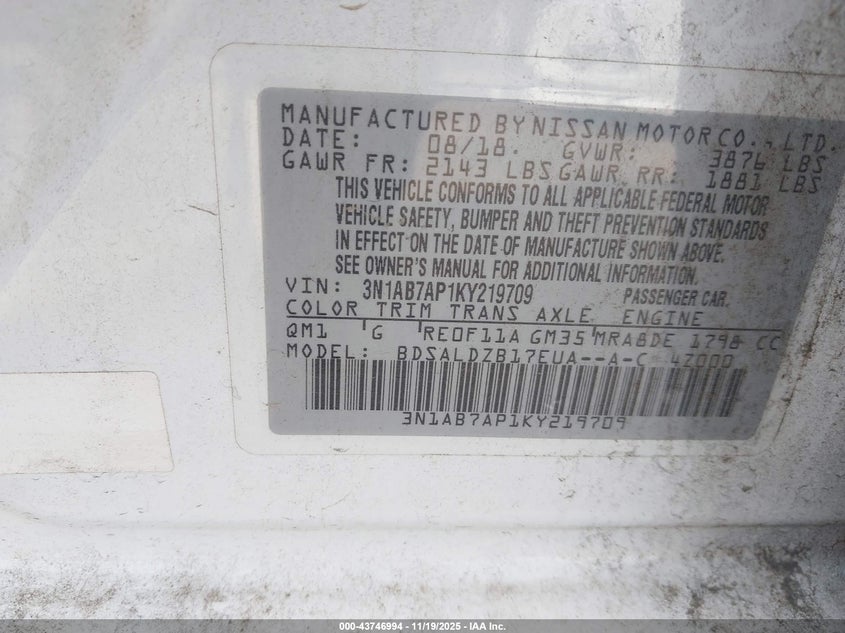 MANUFACTURED BY NISSAN MOTOR CO., LTD.
DATE: 08/18. GVWR: 3876 LBS
GAWR FR: 2143 LBS GAWR RR: 1881 LBS
THIS VEHICLE CONFORMS TO ALL APPLICABLE FEDERAL MOTOR
VEHICLE SAFETY, BUMPER AND THEFT PREVENTION STANDARDS
IN EFFECT ON THE DATE OF MANUFACTURE SHOWN ABOVE.
SEE OWNER'S MANUAL FOR ADDITIONAL INFORMATION.
VIN: 3N1AB7AP1KY219709 PASSENGER CAR.
COLOR TRIM TRANS AXLE ENGINE
QM1 G RE0F11A GM35 MRA8DE 1798 CC
MODEL: BDSALDZB17EUA--A-C 4Z000
3N1AB7AP1KY219709
000-43746994 - 11/19/2025 - IAA Inc.